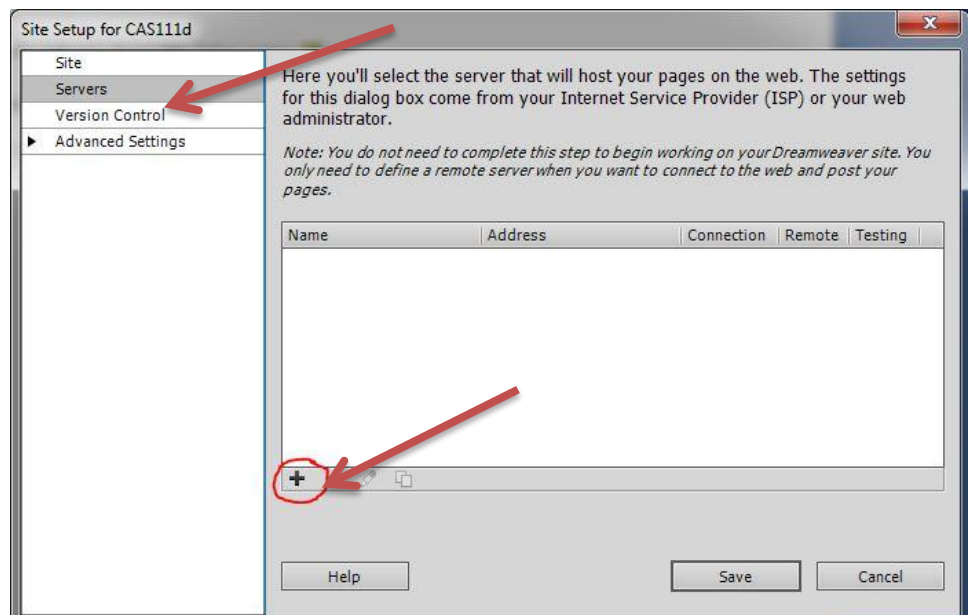 Site Setup for CAS111d
Site
Servers
Version Control
Advanced Settings
Here you'll select the server that will host your pages on the web. The settings
for this dialog box come from your Internet Service Provider (ISP) or your web
administrator.
Note: You do not need to complete this step to begin working on your Dreamweaver site. You
only need to define a remote server when you want to connect to the web and post your
pages.
Name Address Connection Remote Testing
Help Save Cancel